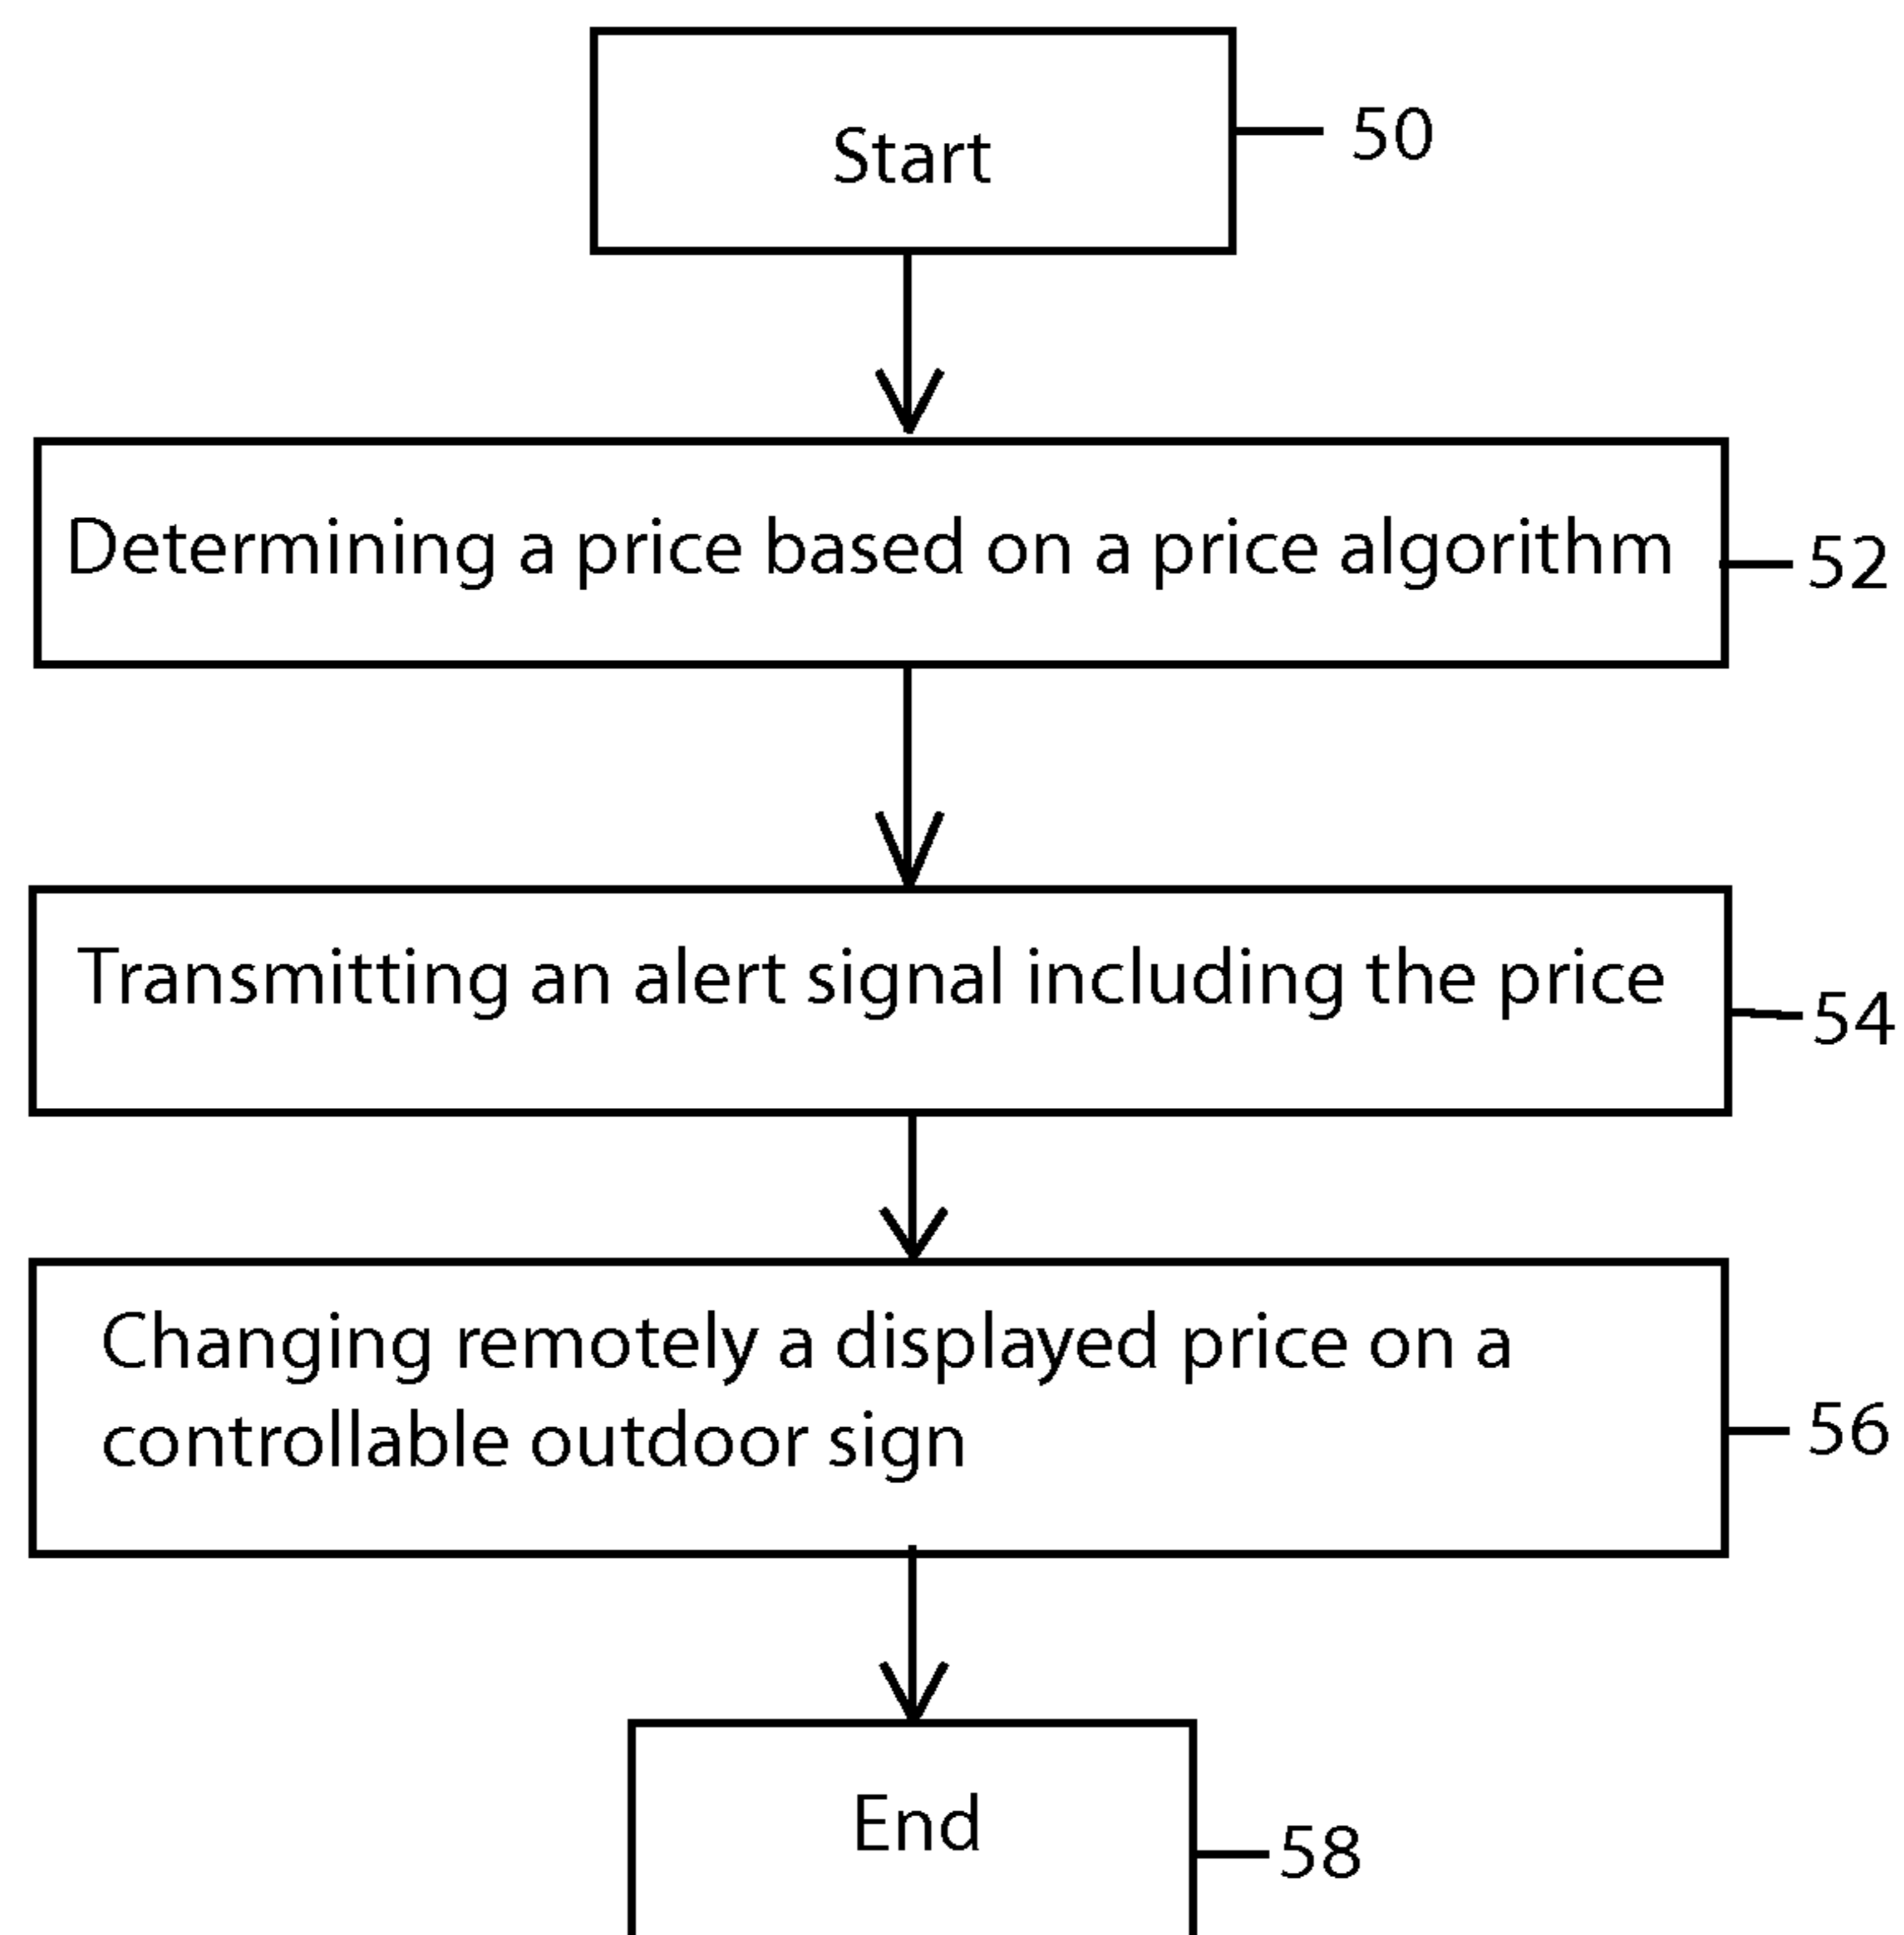 Start
50
Determining a price based on a price algorithm
52
Transmitting an alert signal including the price
54
Changing remotely a displayed price on a
controllable outdoor sign
56
End
58